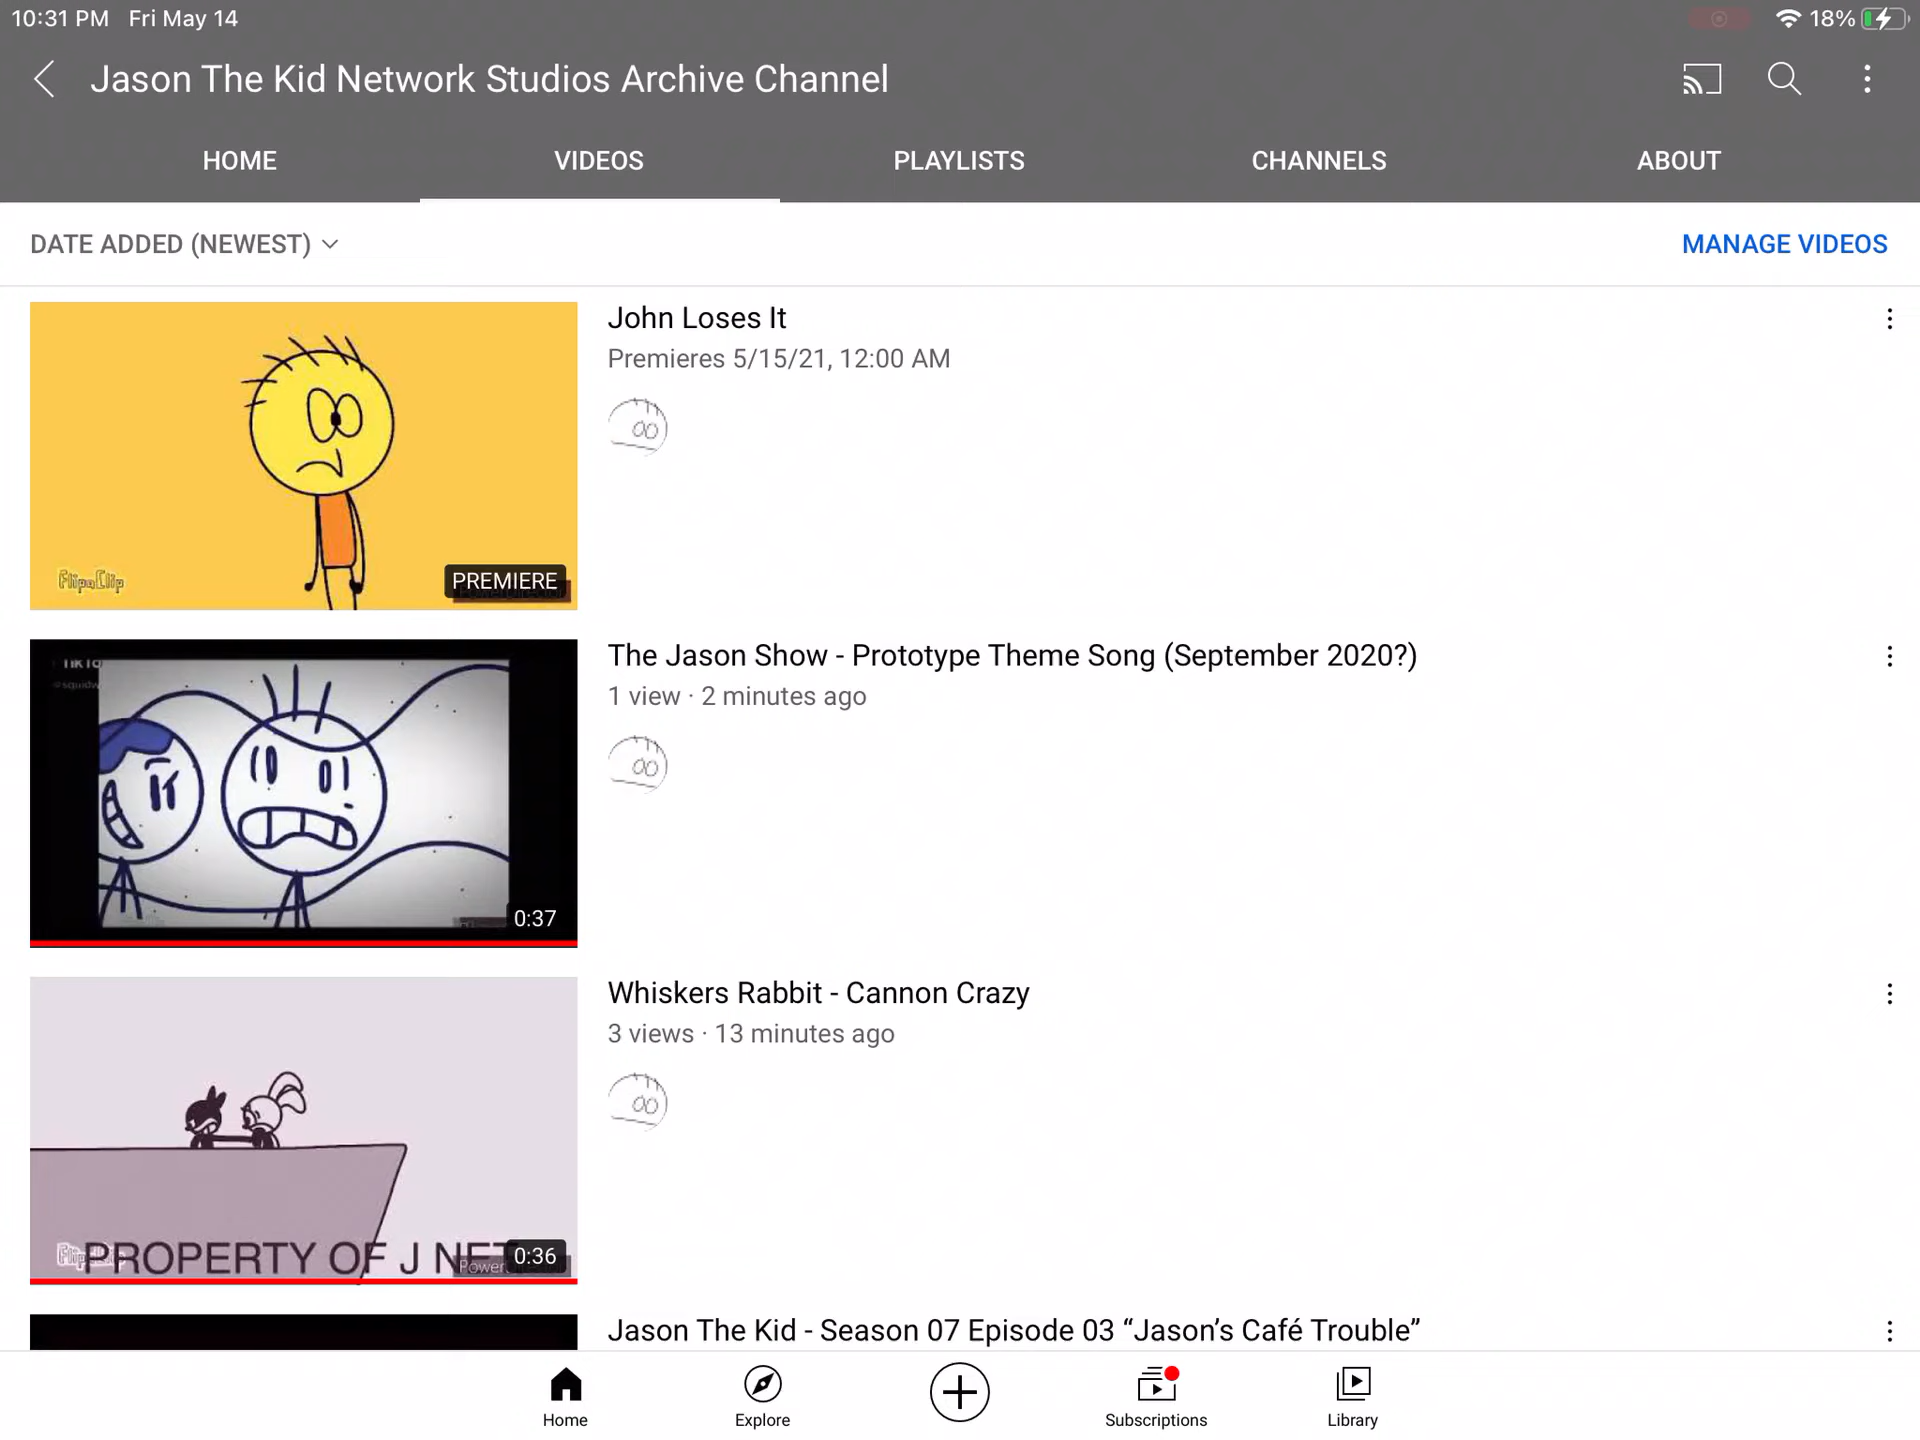 10:31 PM Fri May 14
18%
Jason The Kid Network Studios Archive Channel
HOME VIDEOS PLAYLISTS CHANNELS ABOUT
DATE ADDED (NEWEST)
MANAGE VIDEOS
John Loses It
Premieres 5/15/21, 12:00 AM
FlipaClip
PREMIERE
The Jason Show - Prototype Theme Song (September 2020?)
1 view · 2 minutes ago
0:37
Whiskers Rabbit - Cannon Crazy
3 views · 13 minutes ago
PROPERTY OF J NET
Power
0:36
Jason The Kid - Season 07 Episode 03 “Jason’s Café Trouble”
Home Explore Subscriptions Library